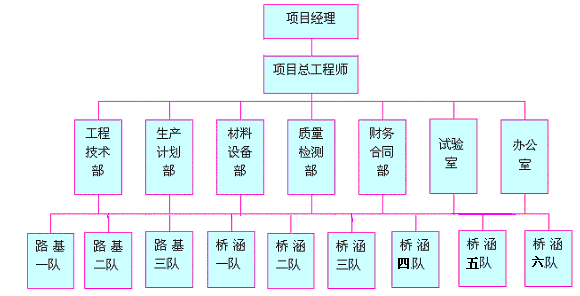 项目经理
项目总工程师
工程
技术
部
生产
计划
部
材料
设备
部
质量
检测
部
财务
合同
部
试验
室
办公
室
路基
一队
路基
二队
路基
三队
桥涵
一队
桥涵
二队
桥涵
三队
桥涵
四队
桥涵
五队
桥涵
六队